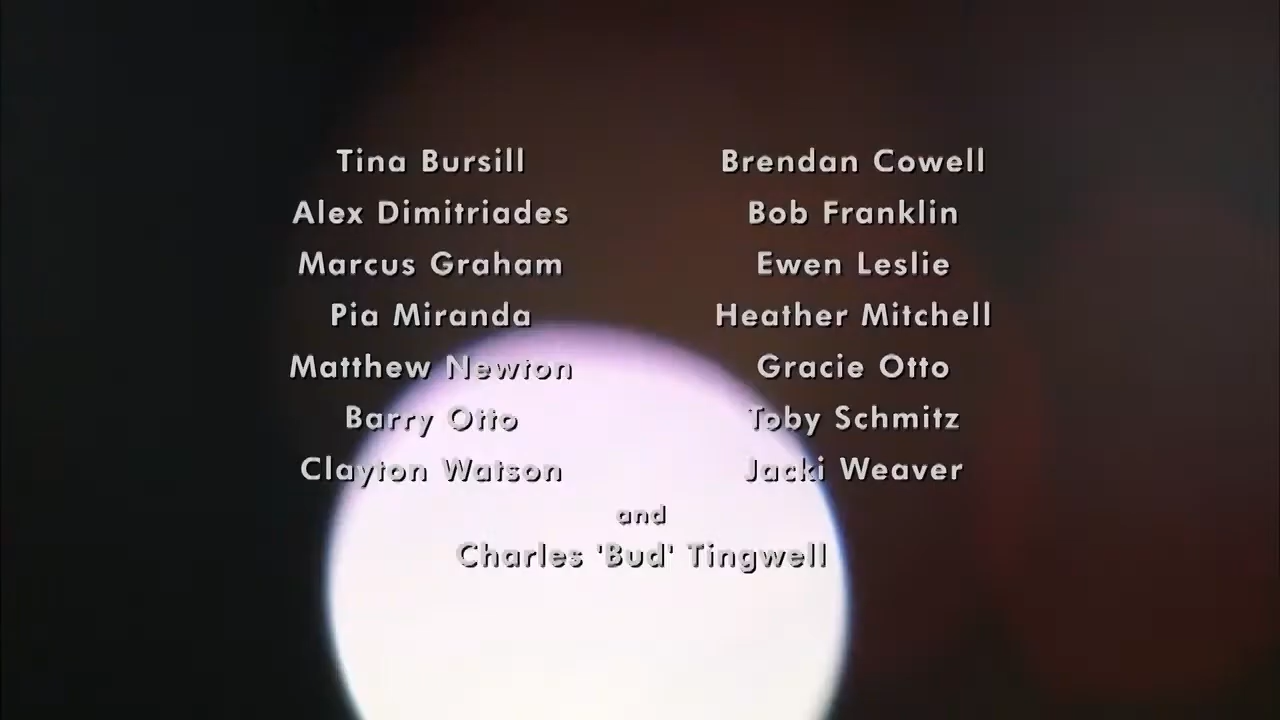 Tina Bursill
Brendan Cowell
Alex Dimitriades
Bob Franklin
Marcus Graham
Ewen Leslie
Pia Miranda
Heather Mitchell
Matthew Newton
Gracie Otto
Barry Otto
Toby Schmitz
Clayton Watson
Jacki Weaver
and
Charles 'Bud' Tingwell